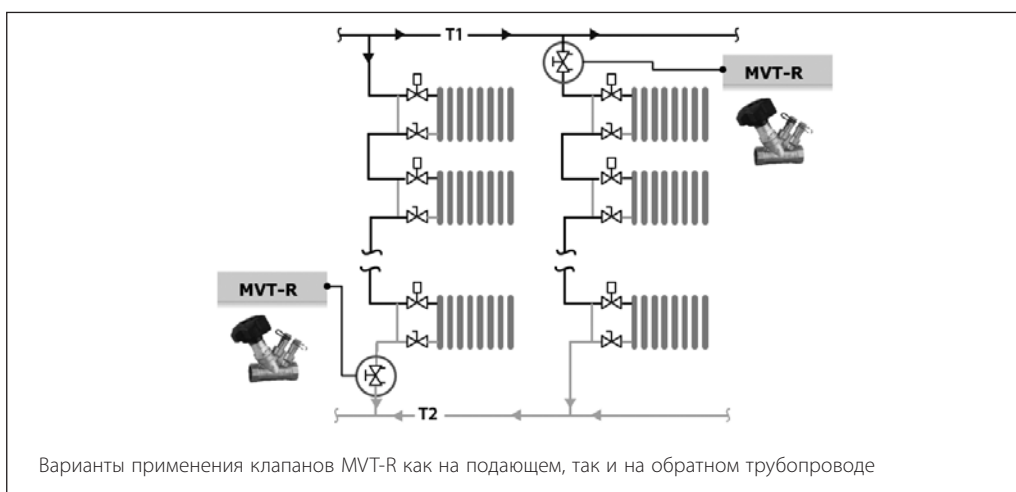 T1
MVT-R
MVT-R
T2
Варианты применения клапанов MVT-R как на подающем, так и на обратном трубопроводе